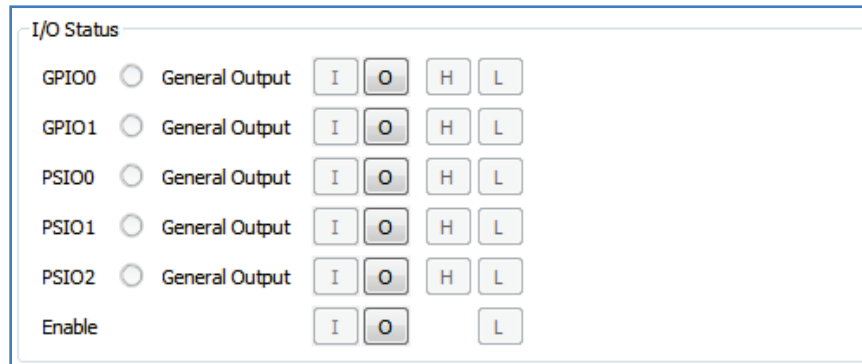 I/O Status
GPIO0 General Output I O H L
GPIO1 General Output I O H L
PSIO0 General Output I O H L
PSIO1 General Output I O H L
PSIO2 General Output I O H L
Enable I O L